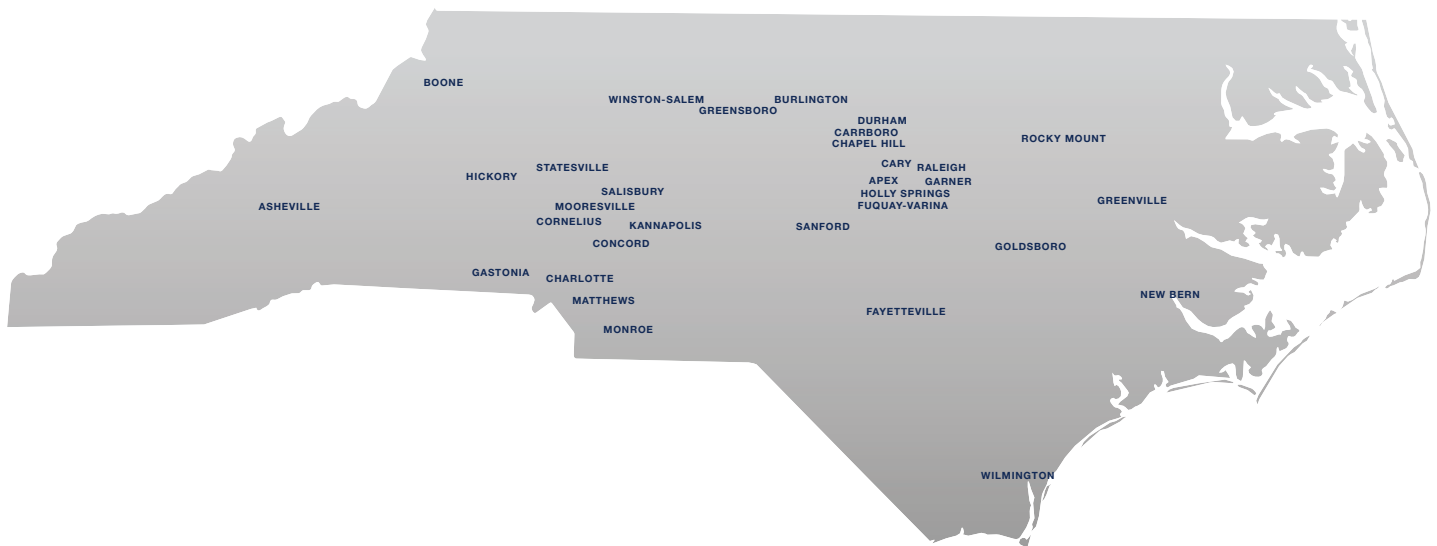 BOONE
WINSTON-SALEM
BURLINGTON
GREENSBORO
DURHAM
CARRBORO
CHAPEL HILL
ROCKY MOUNT
CARY
RALEIGH
STATESVILLE
HICKORY
APEX
GARNER
SALISBURY
HOLLY SPRINGS
GREENVILLE
ASHEVILLE
MOORESVILLE
FUQUAY-VARINA
CORNELIUS
KANNAPOLIS
SANFORD
CONCORD
GOLDSBORO
GASTONIA
CHARLOTTE
NEW BERN
MATTHEWS
FAYETTEVILLE
MONROE
WILMINGTON